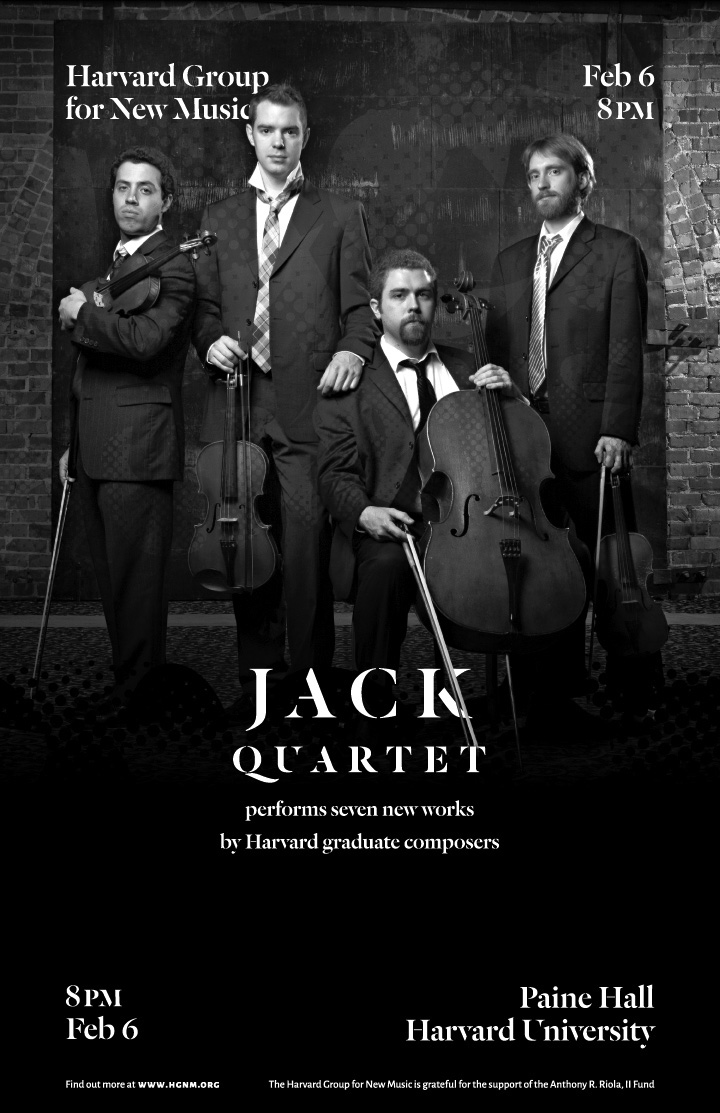 Harvard Group
for New Music
Feb 6
8 PM
JACK
QUARTET
performs seven new works
by Harvard graduate composers
8 PM
Feb 6
Paine Hall
Harvard University
Find out more at WWW.HGNM.ORG
The Harvard Group for New Music is grateful for the support of the Anthony R. Riola, II Fund